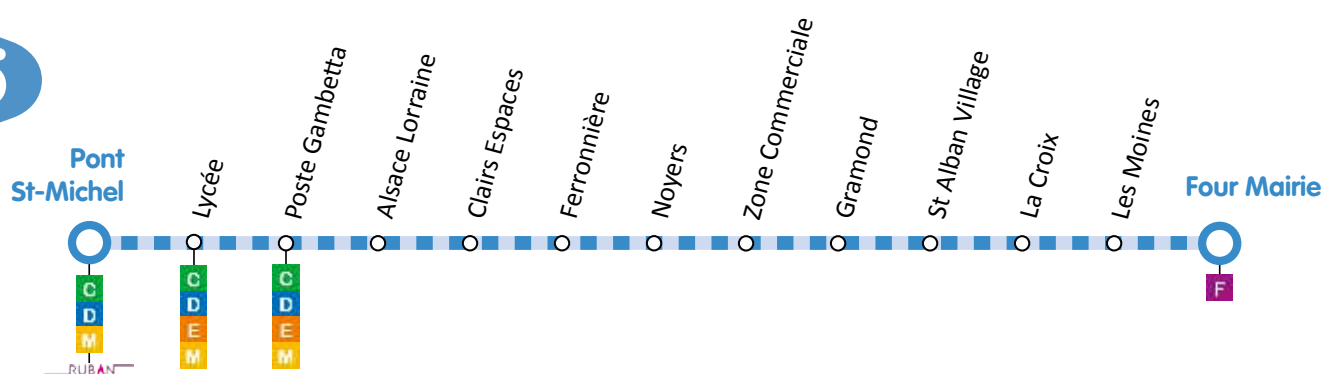 Pont
St-Michel
Lycée
Poste Gambetta
Alsace Lorraine
Clairs Espaces
Ferronnière
Noyers
Zone Commerciale
Gramond
St Alban Village
La Croix
Les Moines
Four Mairie
C
D
M
RUBAN
C
D
E
M
C
D
E
M
F